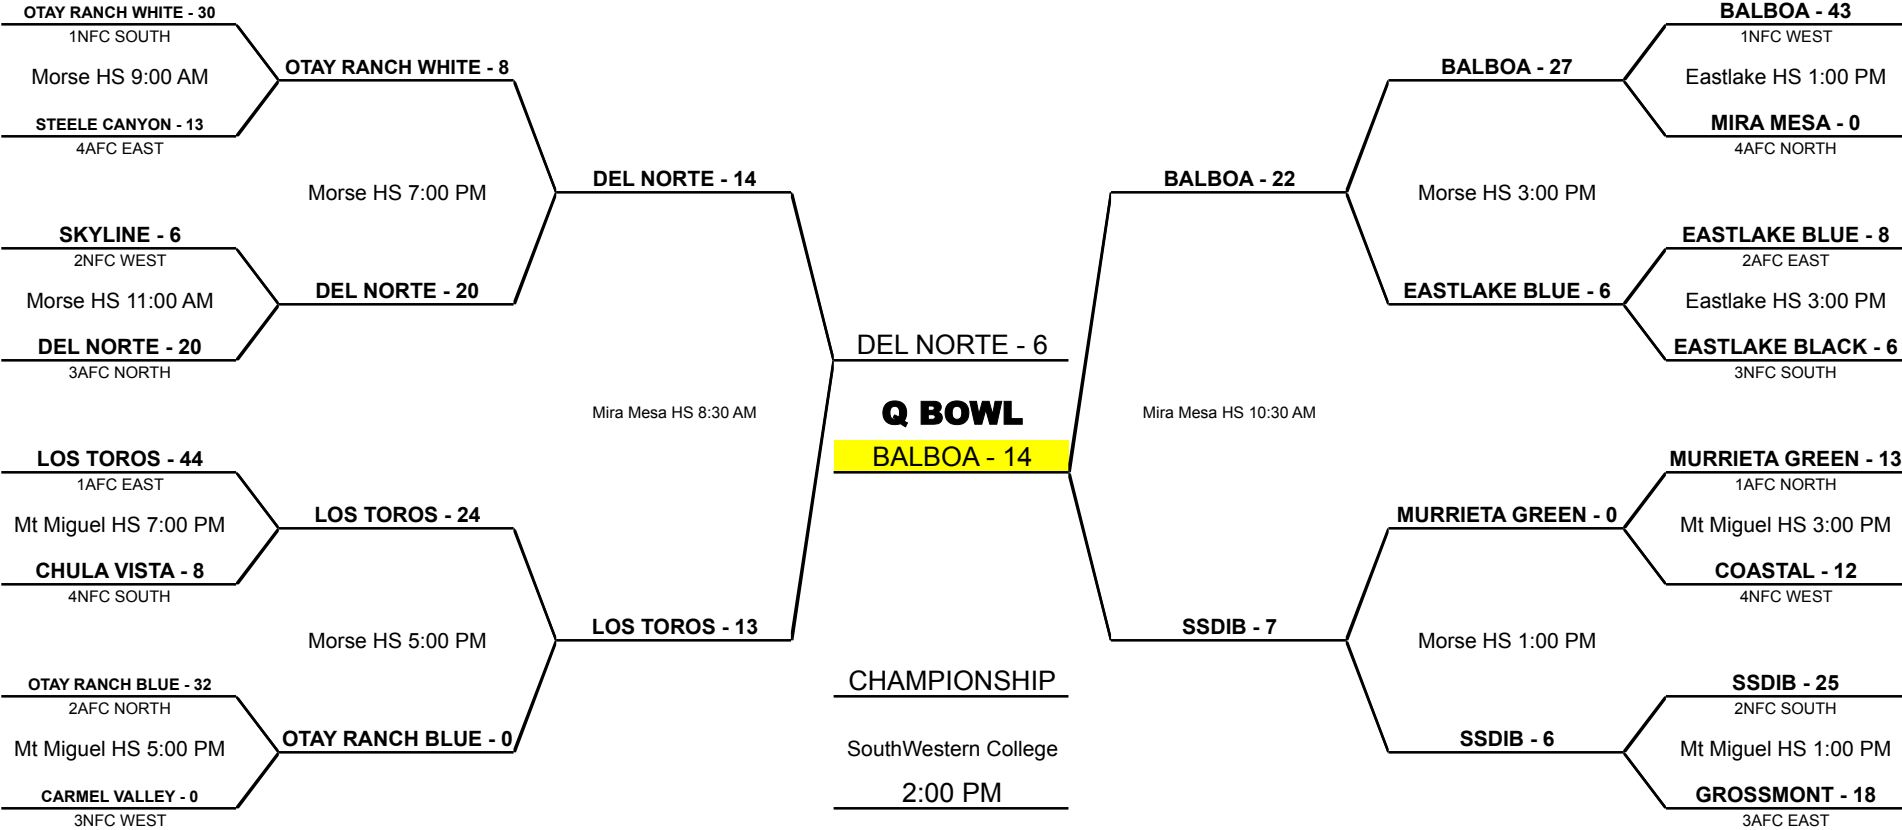 OTAY RANCH WHITE - 30
1NFC SOUTH
Morse HS 9:00 AM
STEELE CANYON - 13
4AFC EAST
SKYLINE - 6
2NFC WEST
Morse HS 11:00 AM
DEL NORTE - 20
3AFC NORTH
LOS TOROS - 44
1AFC EAST
Mt Miguel HS 7:00 PM
CHULA VISTA - 8
4NFC SOUTH
OTAY RANCH BLUE - 32
2AFC NORTH
Mt Miguel HS 5:00 PM
CARMEL VALLEY - 0
3NFC WEST
OTAY RANCH WHITE - 8
Morse HS 7:00 PM
DEL NORTE - 20
LOS TOROS - 24
Morse HS 5:00 PM
OTAY RANCH BLUE - 0
DEL NORTE - 14
Mira Mesa HS 8:30 AM
LOS TOROS - 13
DEL NORTE - 6
Q BOWL
BALBOA - 14
CHAMPIONSHIP
SouthWestern College
2:00 PM
BALBOA - 22
Mira Mesa HS 10:30 AM
SSDIB - 7
BALBOA - 27
Morse HS 3:00 PM
EASTLAKE BLUE - 6
MURRIETA GREEN - 0
Morse HS 1:00 PM
SSDIB - 6
BALBOA - 43
1NFC WEST
Eastlake HS 1:00 PM
MIRA MESA - 0
4AFC NORTH
EASTLAKE BLUE - 8
2AFC EAST
Eastlake HS 3:00 PM
EASTLAKE BLACK - 6
3NFC SOUTH
MURRIETA GREEN - 13
1AFC NORTH
Mt Miguel HS 3:00 PM
COASTAL - 12
4NFC WEST
SSDIB - 25
2NFC SOUTH
Mt Miguel HS 1:00 PM
GROSSMONT - 18
3AFC EAST